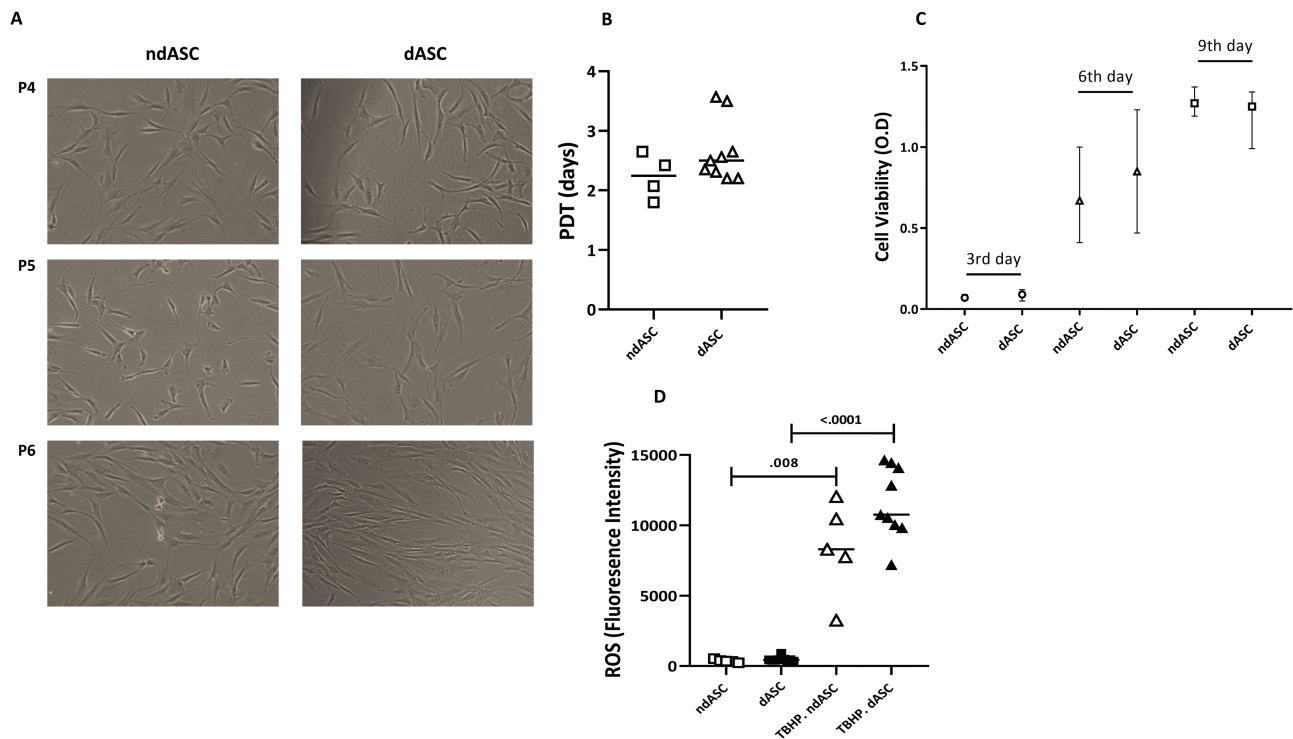 A
ndASC
dASC
P4
P5
P6
B
PDT (days)
4
3
2
1
0
ndASC
dASC
C
Cell Viability (O.D)
1.5
1.0
0.5
0.0
3rd day
6th day
9th day
ndASC
dASC
ndASC
dASC
ndASC
dASC
D
ROS (Fluoresence Intensity)
15000
10000
5000
0
.008
<.0001
ndASC
dASC
TBHP. ndASC
TBHP. dASC